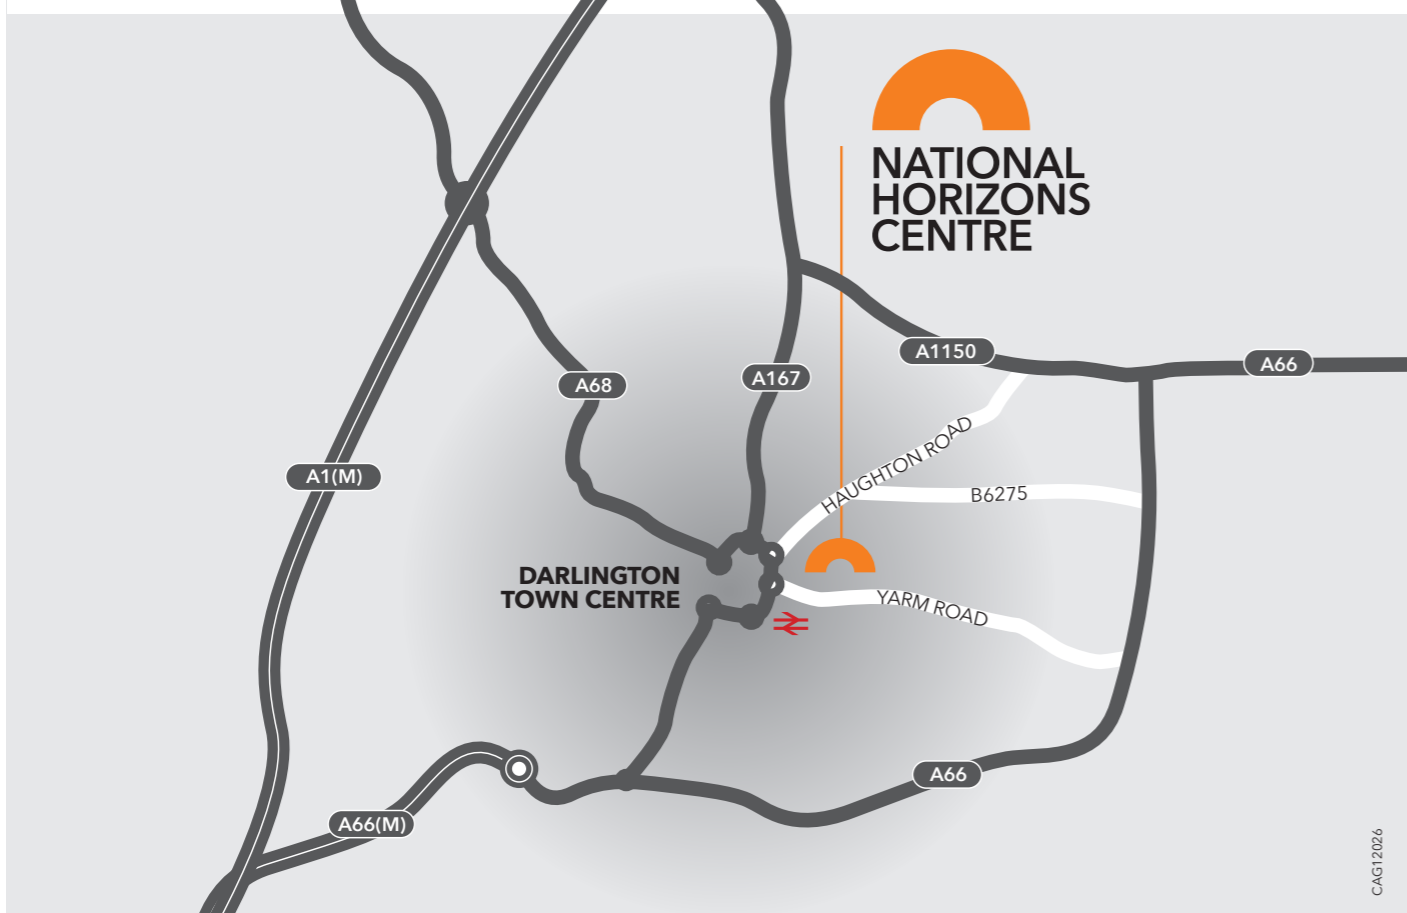 NATIONAL
HORIZONS
CENTRE
A1150
A66
A68
A167
HAUGHTON ROAD
A1(M)
B6275
DARLINGTON
TOWN CENTRE
YARM ROAD
A66
A66(M)
CAG12026